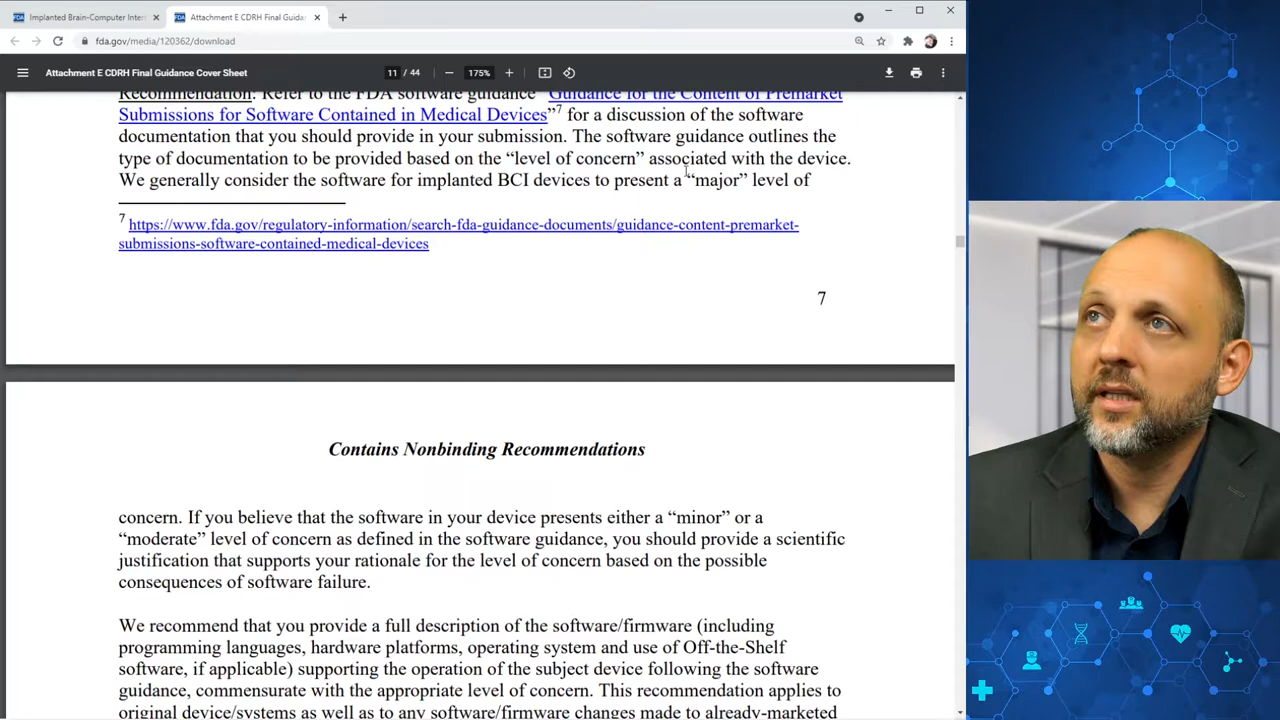 Implanted Brain-Computer Inter
Attachment E CDRH Final Guidan
fda.gov/media/120362/download
Attachment E CDRH Final Guidance Cover Sheet
11 / 44
175%
Recommendation: Refer to the FDA software guidance "Guidance for the Content of Premarket
Submissions for Software Contained in Medical Devices"7 for a discussion of the software
documentation that you should provide in your submission. The software guidance outlines the
type of documentation to be provided based on the “level of concern” associated with the device.
We generally consider the software for implanted BCI devices to present a “major” level of
7 https://www.fda.gov/regulatory-information/search-fda-guidance-documents/guidance-content-premarket-
submissions-software-contained-medical-devices
7
Contains Nonbinding Recommendations
concern. If you believe that the software in your device presents either a “minor” or a
“moderate” level of concern as defined in the software guidance, you should provide a scientific
justification that supports your rationale for the level of concern based on the possible
consequences of software failure.
We recommend that you provide a full description of the software/firmware (including
programming languages, hardware platforms, operating system and use of Off-the-Shelf
software, if applicable) supporting the operation of the subject device following the software
guidance, commensurate with the appropriate level of concern. This recommendation applies to
original device/systems as well as to any software/firmware changes made to already-marketed